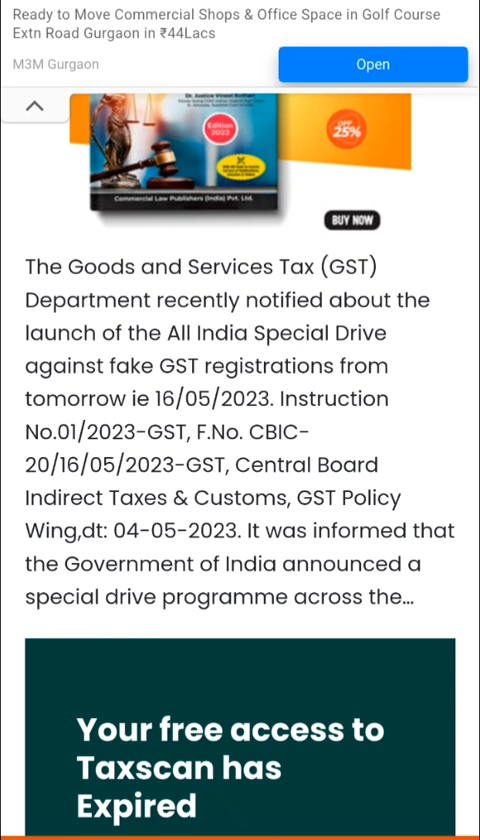 Ready to Move Commercial Shops & Office Space in Golf Course
Extn Road Gurgaon in ₹44Lacs
M3M Gurgaon
Open
Dr. Justice Vineet Kothari
Edition
2023
OFF
25%
Commercial Law Publishers (India) Pvt. Ltd.
BUY NOW
The Goods and Services Tax (GST)
Department recently notified about the
launch of the All India Special Drive
against fake GST registrations from
tomorrow ie 16/05/2023. Instruction
No.01/2023-GST, F.No. CBIC-
20/16/05/2023-GST, Central Board
Indirect Taxes & Customs, GST Policy
Wing,dt: 04-05-2023. It was informed that
the Government of India announced a
special drive programme across the...
Your free access to
Taxscan has
Expired